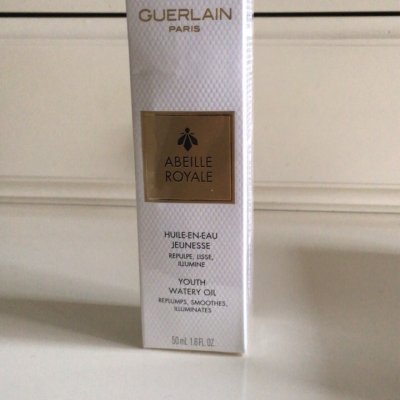 GUERLAIN
PARIS
ABEILLE
ROYALE
HUILE-EN-EAU
JEUNESSE
REPULPE, LISSE,
ILLUMINE
YOUTH
WATERY OIL
REPLUMPS, SMOOTHES,
ILLUMINATES
50 mL 1.6 FL OZ